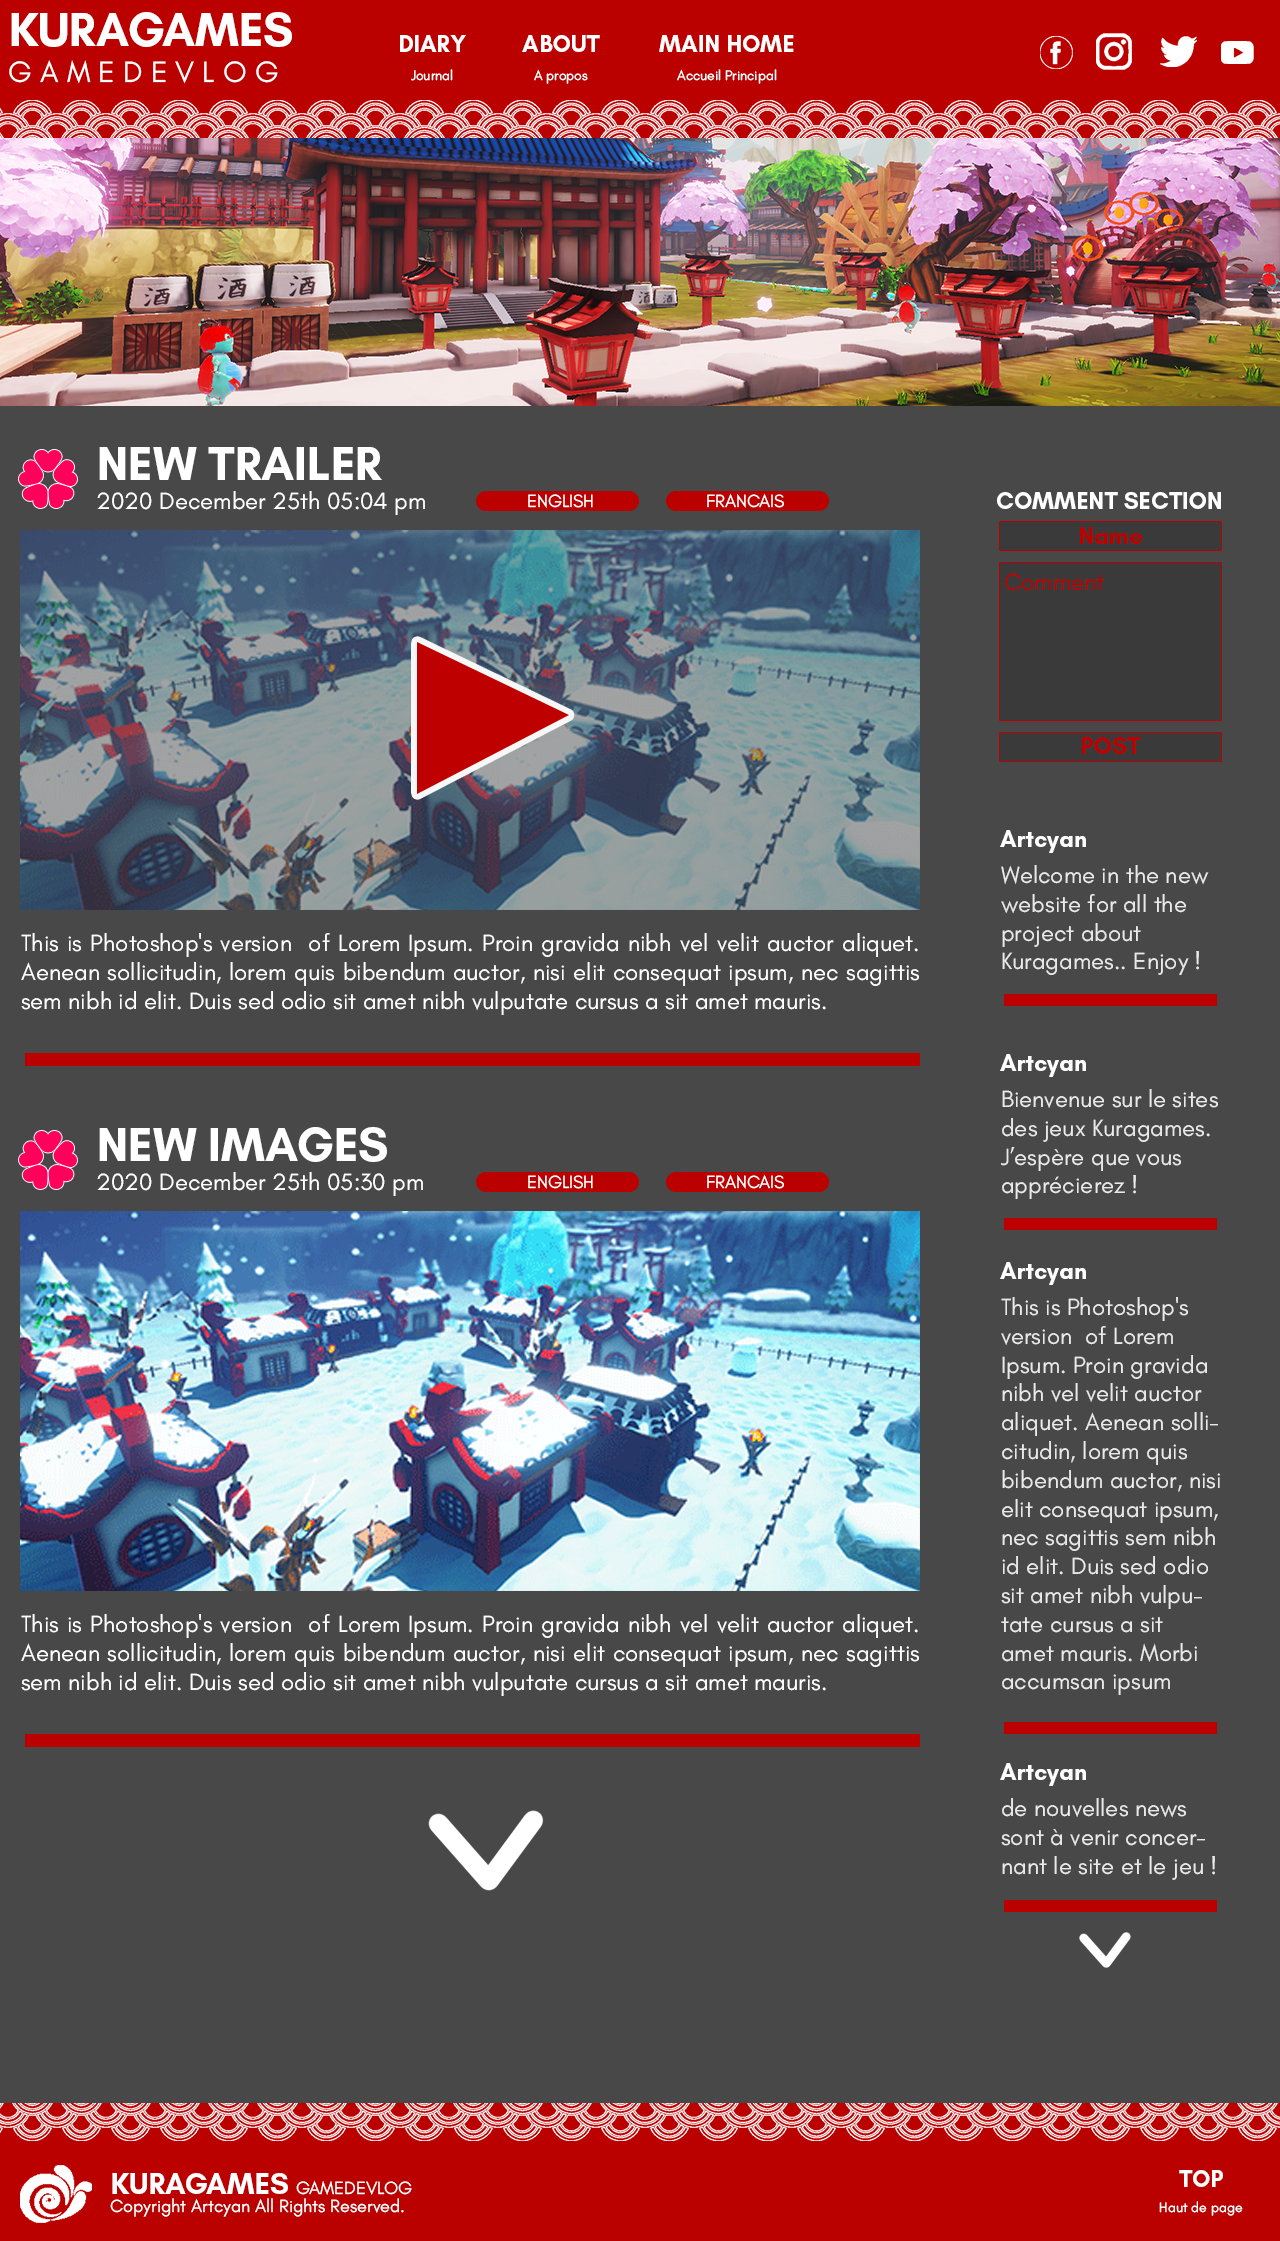 KURAGAMES
GAMEDEVLOG
DIARY
Journal
ABOUT
A propos
MAIN HOME
Accueil Principal
酒
酒
酒
NEW TRAILER
2020 December 25th 05:04 pm
ENGLISH
FRANCAIS
This is Photoshop's version  of Lorem Ipsum. Proin gravida nibh vel velit auctor aliquet.
Aenean sollicitudin, lorem quis bibendum auctor, nisi elit consequat ipsum, nec sagittis
sem nibh id elit. Duis sed odio sit amet nibh vulputate cursus a sit amet mauris.
NEW IMAGES
2020 December 25th 05:30 pm
ENGLISH
FRANCAIS
This is Photoshop's version  of Lorem Ipsum. Proin gravida nibh vel velit auctor aliquet.
Aenean sollicitudin, lorem quis bibendum auctor, nisi elit consequat ipsum, nec sagittis
sem nibh id elit. Duis sed odio sit amet nibh vulputate cursus a sit amet mauris.
COMMENT SECTION
Name
Comment
POST
Artcyan
Welcome in the new
website for all the
project about
Kuragames.. Enjoy !
Artcyan
Bienvenue sur le sites
des jeux Kuragames.
J’espère que vous
apprécierez !
Artcyan
This is Photoshop's
version  of Lorem
Ipsum. Proin gravida
nibh vel velit auctor
aliquet. Aenean solli-
citudin, lorem quis
bibendum auctor, nisi
elit consequat ipsum,
nec sagittis sem nibh
id elit. Duis sed odio
sit amet nibh vulpu-
tate cursus a sit
amet mauris. Morbi
accumsan ipsum
Artcyan
de nouvelles news
sont à venir concer-
nant le site et le jeu !
KURAGAMES GAMEDEVLOG
Copyright Artcyan All Rights Reserved.
TOP
Haut de page